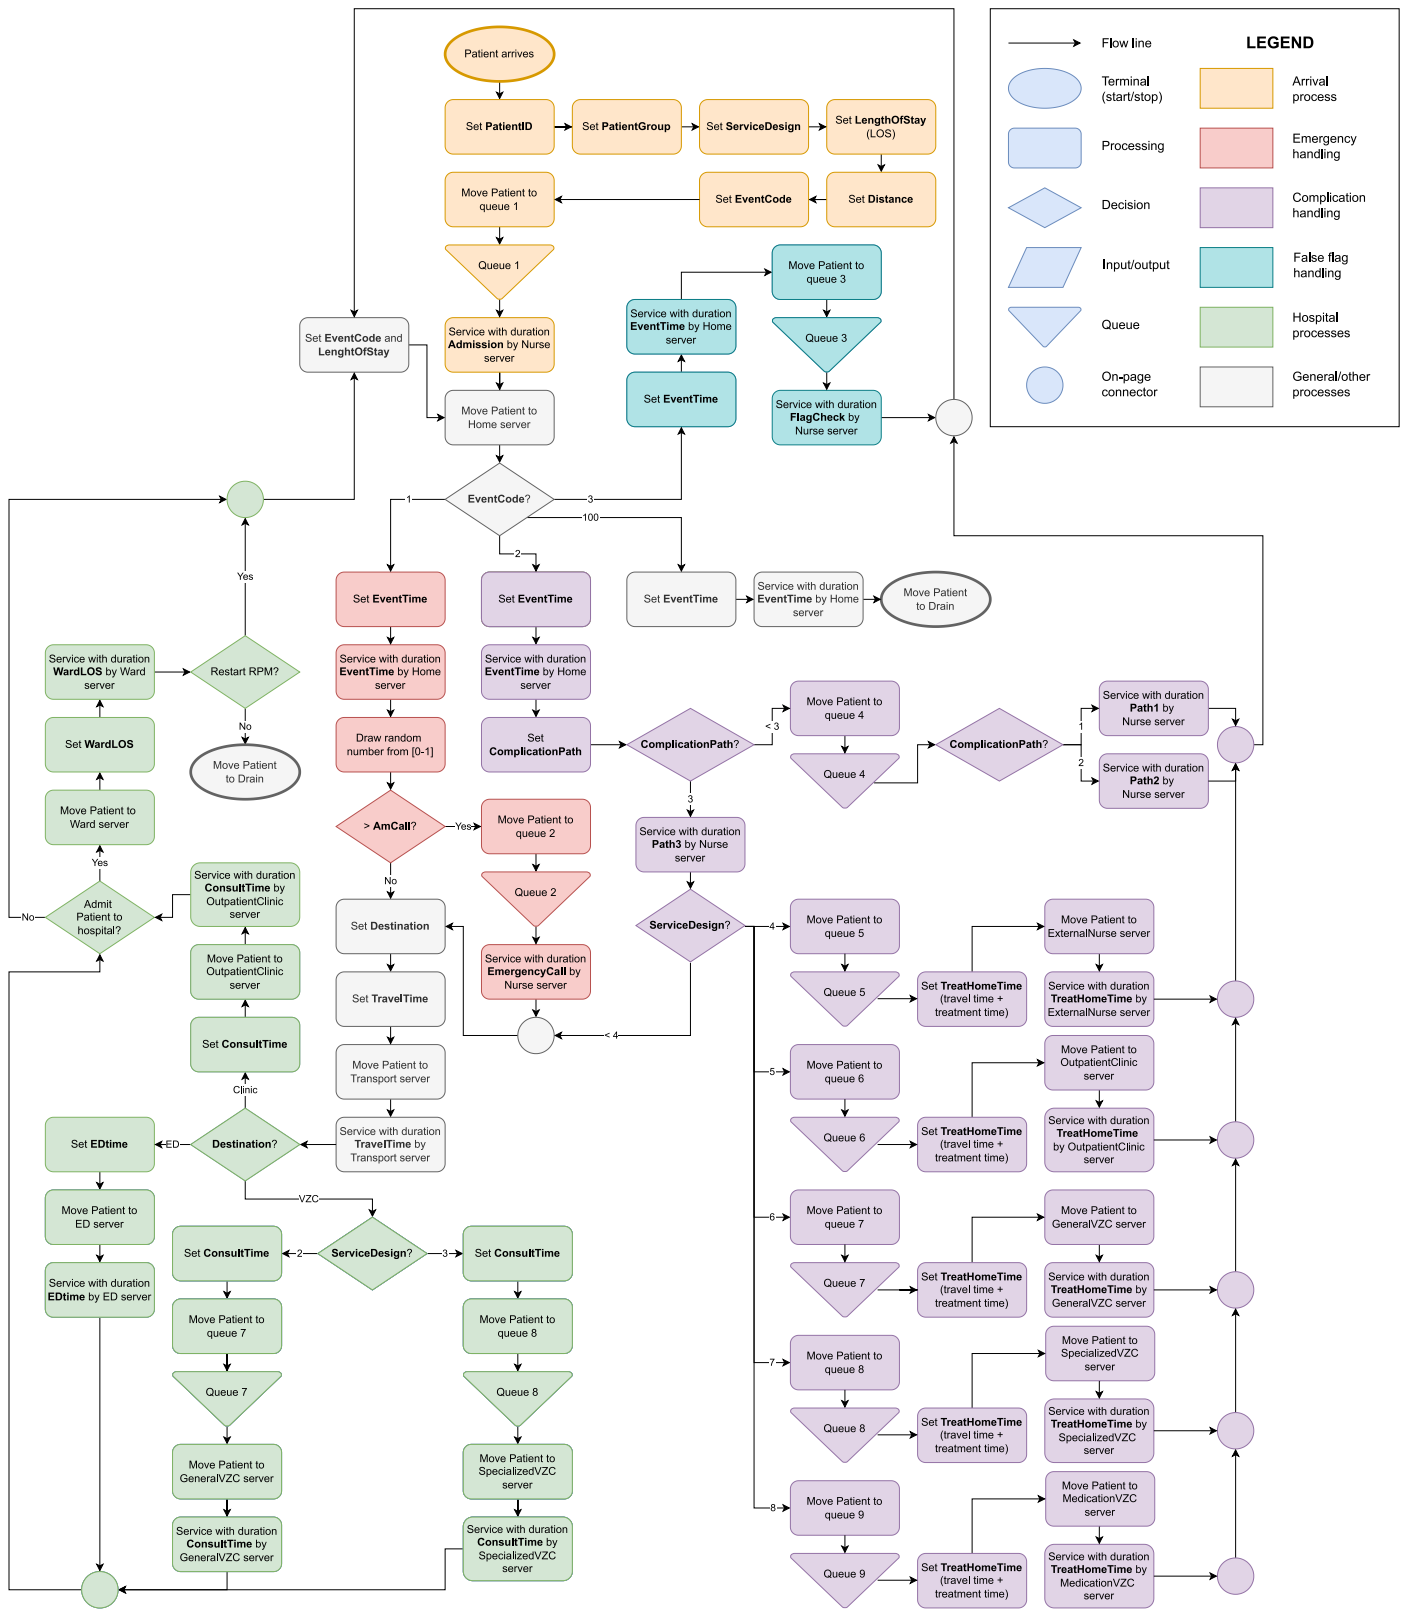 Patient arrives
Set PatientID
Set PatientGroup
Set ServiceDesign
Set LengthOfStay
(LOS)
Move Patient to
queue 1
Set EventCode
Set Distance
Queue 1
Service with duration
Admission by Nurse
server
Set EventCode and
LenghtOfStay
Move Patient to
Home server
Move Patient to
queue 3
Service with duration
EventTime by Home
server
Queue 3
Set EventTime
Service with duration
FlagCheck by
Nurse server
LEGEND
Flow line
Terminal
(start/stop)
Processing
Decision
Input/output
Queue
On-page
connector
Arrival
process
Emergency
handling
Complication
handling
False flag
handling
Hospital
processes
General/other
processes
EventCode?
1
3
100
2
Set EventTime
Set EventTime
Set EventTime
Service with duration
EventTime by Home
server
Move Patient
to Drain
Yes
Service with duration
WardLOS by Ward
server
Restart RPM?
No
Set WardLOS
Move Patient
to Drain
Move Patient to
Ward server
Yes
Admit
Patient to
hospital?
No
Service with duration
ConsultTime by
OutpatientClinic
server
Move Patient to
OutpatientClinic
server
Set ConsultTime
Clinic
Service with duration
EventTime by Home
server
Draw random
number from [0-1]
> AmCall?
Yes
No
Move Patient to
queue 2
Queue 2
Service with duration
EmergencyCall by
Nurse server
Set Destination
Set TravelTime
Move Patient to
Transport server
Service with duration
TravelTime by
Transport server
Service with duration
EventTime by Home
server
Set
ComplicationPath
ComplicationPath?
< 3
3
Move Patient to
queue 4
Queue 4
ComplicationPath?
1
2
Service with duration
Path1 by
Nurse server
Service with duration
Path2 by
Nurse server
Service with duration
Path3 by Nurse
server
ServiceDesign?
< 4
4
5
6
7
8
Move Patient to
queue 5
Queue 5
Set TreatHomeTime
(travel time +
treatment time)
Move Patient to
ExternalNurse server
Service with duration
TreatHomeTime by
ExternalNurse server
Move Patient to
queue 6
Queue 6
Set TreatHomeTime
(travel time +
treatment time)
Move Patient to
OutpatientClinic
server
Service with duration
TreatHomeTime
by OutpatientClinic
server
Move Patient to
queue 7
Queue 7
Set TreatHomeTime
(travel time +
treatment time)
Move Patient to
GeneralVZC server
Service with duration
TreatHomeTime by
GeneralVZC server
Move Patient to
queue 8
Queue 8
Set TreatHomeTime
(travel time +
treatment time)
Move Patient to
SpecializedVZC
server
Service with duration
TreatHomeTime by
SpecializedVZC
server
Move Patient to
queue 9
Queue 9
Set TreatHomeTime
(travel time +
treatment time)
Move Patient to
MedicationVZC
server
Service with duration
TreatHomeTime by
MedicationVZC
server
Destination?
ED
VZC
Set EDtime
Move Patient to
ED server
Service with duration
EDtime by ED server
ServiceDesign?
2
3
Set ConsultTime
Set ConsultTime
Move Patient to
queue 7
Queue 7
Move Patient to
GeneralVZC server
Service with duration
ConsultTime by
GeneralVZC server
Move Patient to
queue 8
Queue 8
Move Patient to
SpecializedVZC
server
Service with duration
ConsultTime by
SpecializedVZC
server